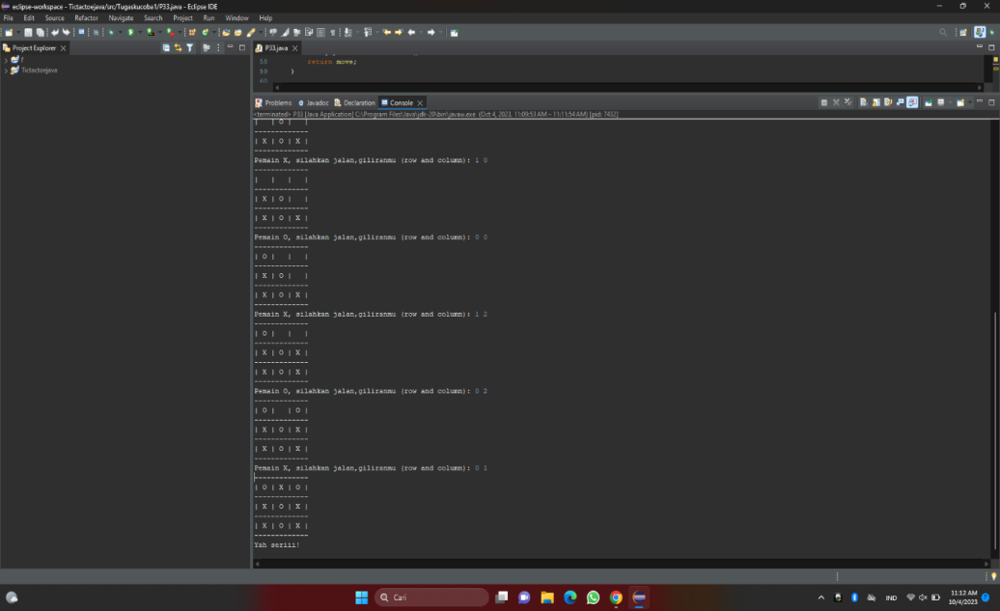 eclipse-workspace - Tictactoejava/src/Tugaskucoba1/P33.java - Eclipse IDE
File Edit Source Refactor Navigate Search Project Run Window Help
Project Explorer
Tictactoejava
P33.java
58 return move;
59 }
60
Problems Javadoc Declaration Console
<terminated> P33 [Java Application] C:\Program Files\Java\jdk-20\bin\javaw.exe (Oct 4, 2023, 11:09:53 AM – 11:11:54 AM) [pid: 7432]
| | O | |
-------------
| X | O | X |
-------------
Pemain X, silahkan jalan,giliranmu (row and column): 1 0
-------------
| | | |
-------------
| X | O | |
-------------
| X | O | X |
-------------
Pemain O, silahkan jalan,giliranmu (row and column): 0 0
-------------
| O | | |
-------------
| X | O | |
-------------
| X | O | X |
-------------
Pemain X, silahkan jalan,giliranmu (row and column): 1 2
-------------
| O | | |
-------------
| X | O | X |
-------------
| X | O | X |
-------------
Pemain O, silahkan jalan,giliranmu (row and column): 0 2
-------------
| O | | O |
-------------
| X | O | X |
-------------
| X | O | X |
-------------
Pemain X, silahkan jalan,giliranmu (row and column): 0 1
-------------
| O | X | O |
-------------
| X | O | X |
-------------
| X | O | X |
-------------
Yah seriii!
Cari
IND
11:12 AM
10/4/2023